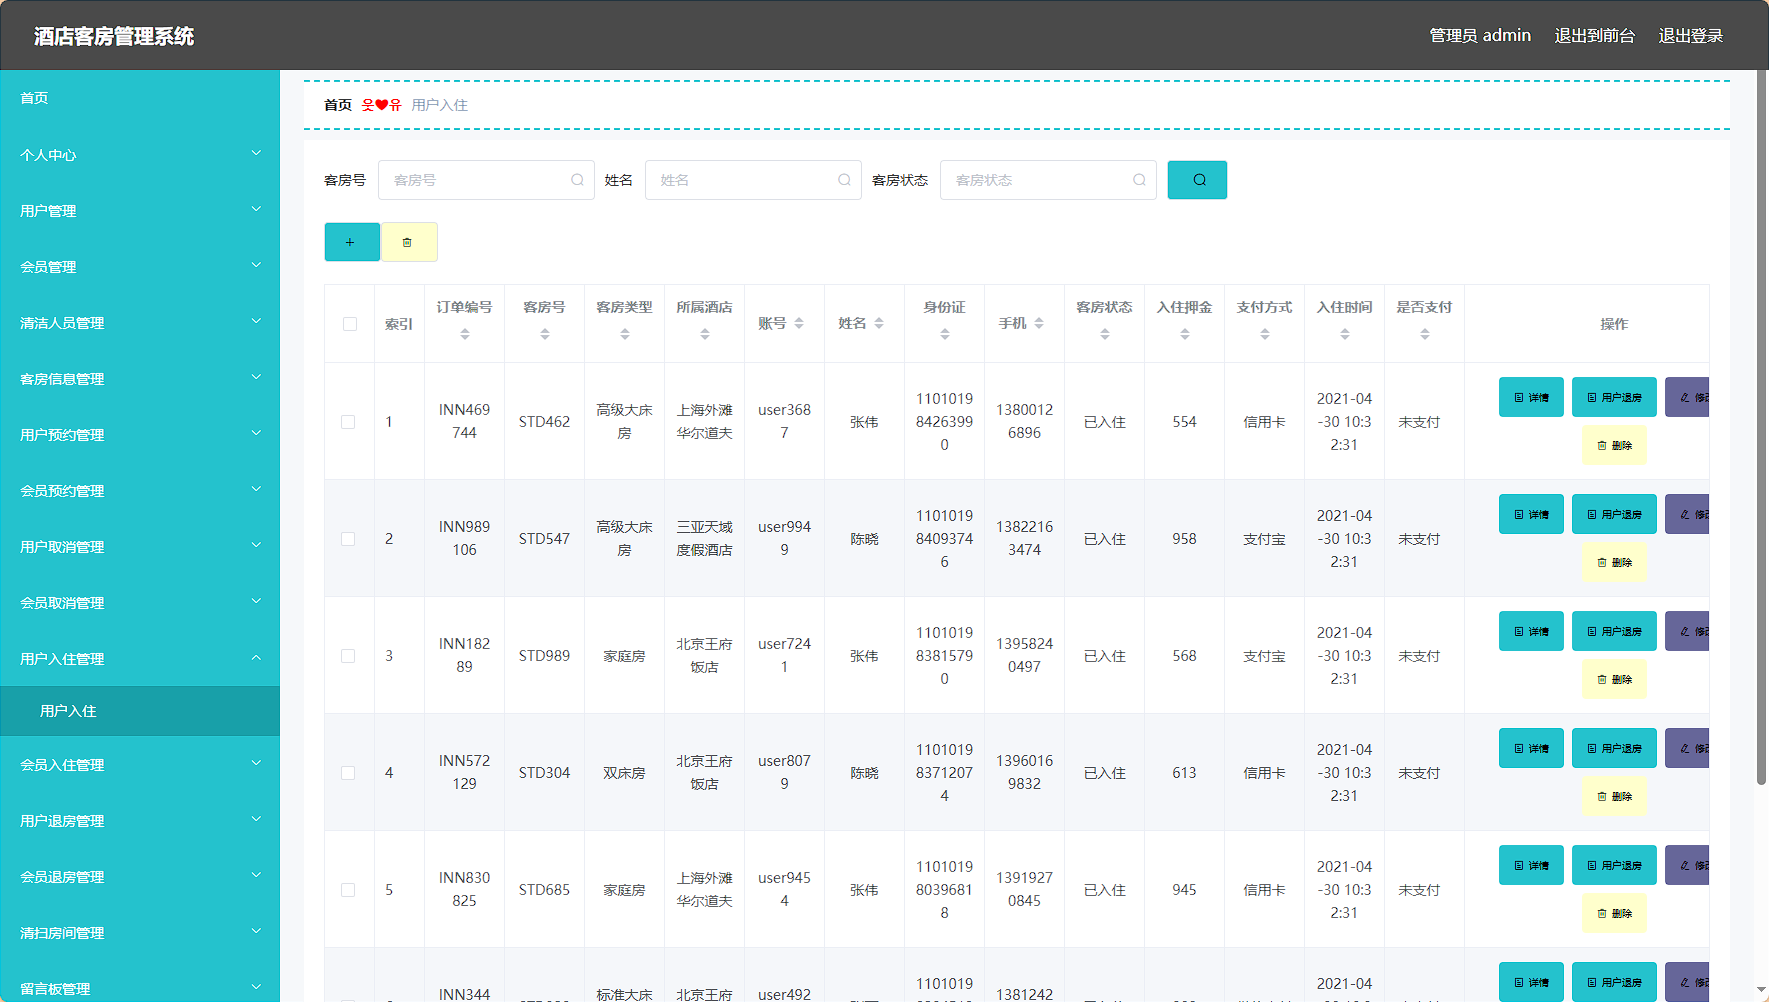 酒店客房管理系统
管理员 admin
退出到前台
退出登录
首页
个人中心
用户管理
会员管理
清洁人员管理
客房信息管理
用户预约管理
会员预约管理
用户取消管理
会员取消管理
用户入住管理
用户入住
会员入住管理
用户退房管理
会员退房管理
清扫房间管理
留言板管理
首页 웃❤유 用户入住
客房号 客房号 姓名 姓名 客房状态 客房状态
索引 订单编号 客房号 客房类型 所属酒店 账号 姓名 身份证 手机 客房状态 入住押金 支付方式 入住时间 是否支付 操作
1 INN469744 STD462 高级大床房 上海外滩华尔道夫 user3687 张伟 110101984263990 13800126896 已入住 554 信用卡 2021-04-30 10:32:31 未支付 详情 用户退房 修改 删除
2 INN989106 STD547 高级大床房 三亚天域度假酒店 user9949 陈晓 110101984093746 13822163474 已入住 958 支付宝 2021-04-30 10:32:31 未支付 详情 用户退房 修改 删除
3 INN18289 STD989 家庭房 北京王府饭店 user7241 张伟 110101983815790 13958240497 已入住 568 支付宝 2021-04-30 10:32:31 未支付 详情 用户退房 修改 删除
4 INN572129 STD304 双床房 北京王府饭店 user8079 陈晓 110101983712074 13960169832 已入住 613 信用卡 2021-04-30 10:32:31 未支付 详情 用户退房 修改 删除
5 INN830825 STD685 家庭房 上海外滩华尔道夫 user9454 张伟 110101980396818 13919270845 已入住 945 信用卡 2021-04-30 10:32:31 未支付 详情 用户退房 修改 删除
INN344 标准大床 北京王府 user492 1101019 1381242 2021-04 详情 用户退房 修